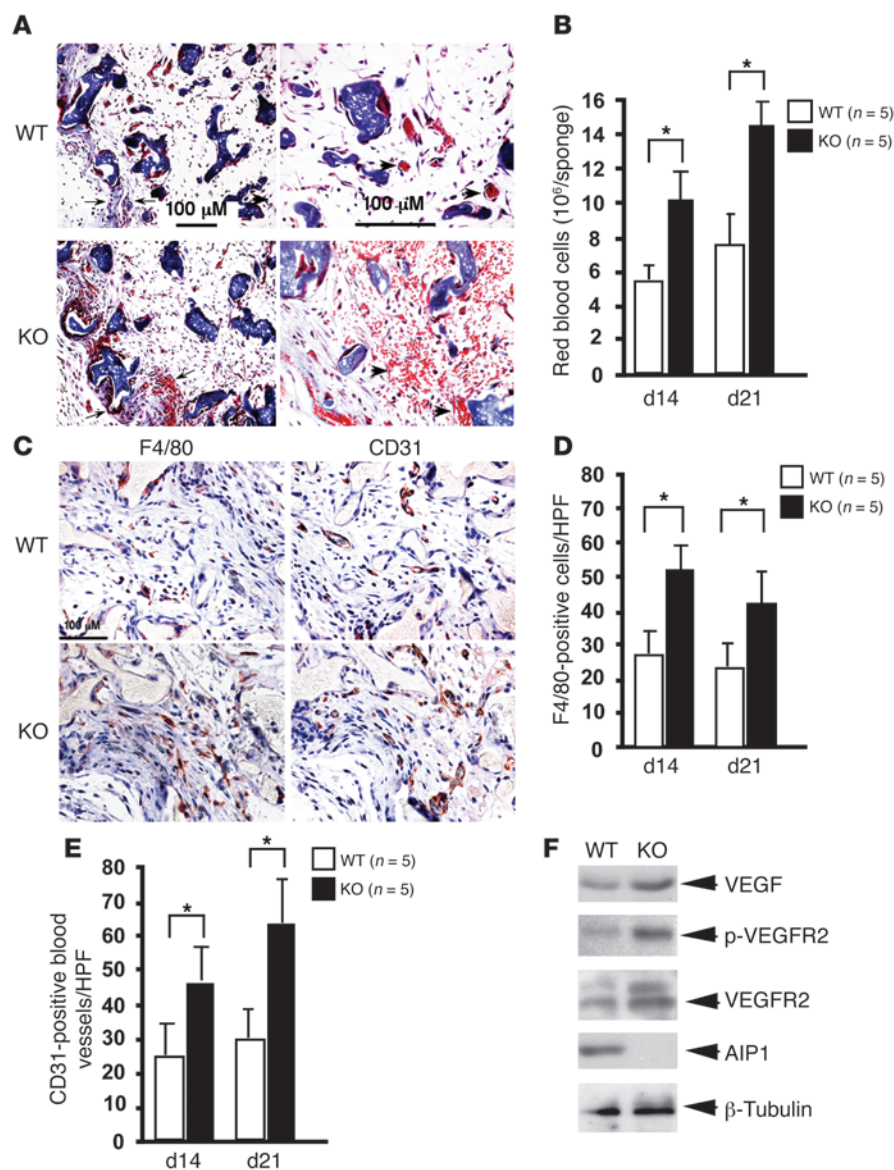 A
WT
100 µM
100 µM
KO
B
Red blood cells (10⁶/sponge)
16
14
12
10
8
6
4
2
0
*
*
WT (n = 5)
KO (n = 5)
d14
d21
C
F4/80
CD31
WT
100 µM
KO
D
F4/80-positive cells/HPF
80
70
60
50
40
30
20
10
0
*
*
WT (n = 5)
KO (n = 5)
d14
d21
E
CD31-positive blood
vessels/HPF
80
70
60
50
40
30
20
10
0
*
*
WT (n = 5)
KO (n = 5)
d14
d21
F
WT KO
VEGF
p-VEGFR2
VEGFR2
AIP1
β-Tubulin